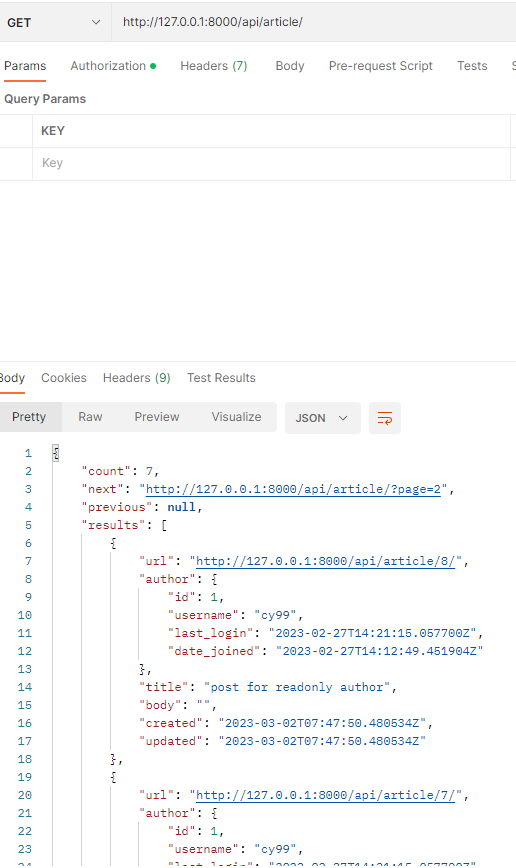 GET http://127.0.0.1:8000/api/article/
Params Authorization Headers (7) Body Pre-request Script Tests S
Query Params
KEY
Key
Body Cookies Headers (9) Test Results
Pretty Raw Preview Visualize JSON
1 {
2 "count": 7,
3 "next": "http://127.0.0.1:8000/api/article/?page=2",
4 "previous": null,
5 "results": [
6 {
7 "url": "http://127.0.0.1:8000/api/article/8/",
8 "author": {
9 "id": 1,
10 "username": "cy99",
11 "last_login": "2023-02-27T14:21:15.057700Z",
12 "date_joined": "2023-02-27T14:12:49.451904Z"
13 },
14 "title": "post for readonly author",
15 "body": "",
16 "created": "2023-03-02T07:47:50.480534Z",
17 "updated": "2023-03-02T07:47:50.480534Z"
18 },
19 {
20 "url": "http://127.0.0.1:8000/api/article/7/",
21 "author": {
22 "id": 1,
23 "username": "cy99",
24 "last_login": "2023-02-27T14:21:15.057700Z"